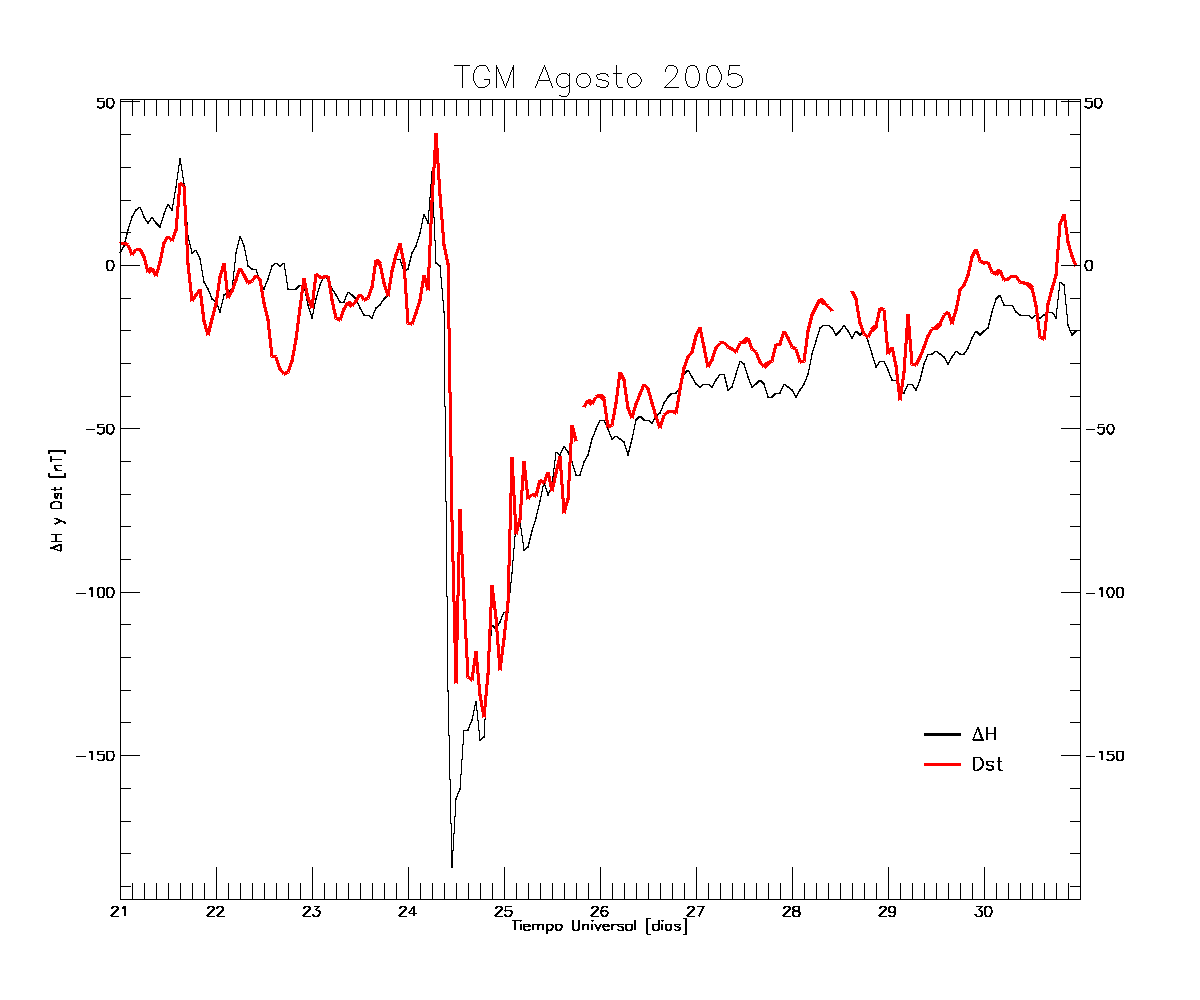 TGM Agosto 2005
50 50
0 0
-50 -50
ΔH y Dst [nT]
-100 -100
ΔH
-150 -150
Dst
21 22 23 24 25 26 27 28 29 30
Tiempo Universal [dias]